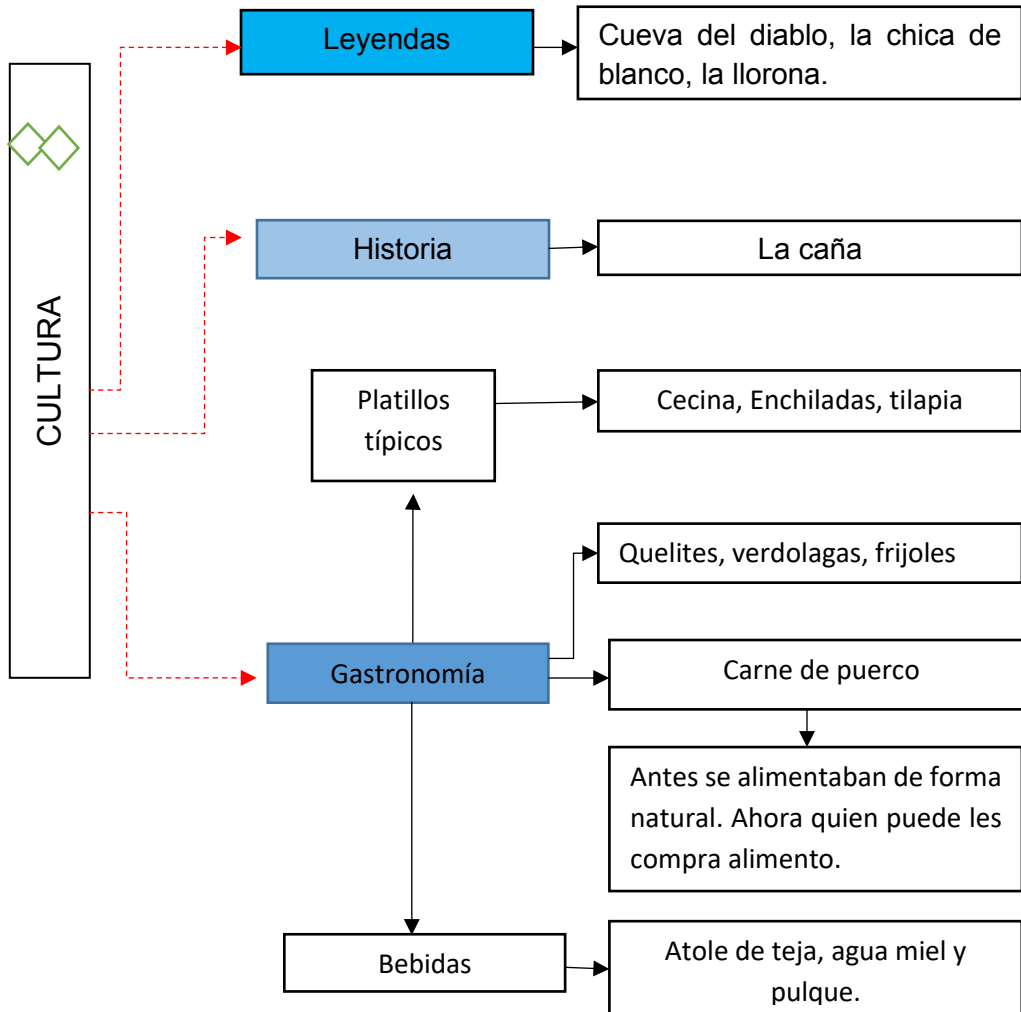 CULTURA
Leyendas
Cueva del diablo, la chica de
blanco, la llorona.
Historia
La caña
Platillos
típicos
Cecina, Enchiladas, tilapia
Quelites, verdolagas, frijoles
Gastronomía
Carne de puerco
Antes se alimentaban de forma
natural. Ahora quien puede les
compra alimento.
Bebidas
Atole de teja, agua miel y
pulque.